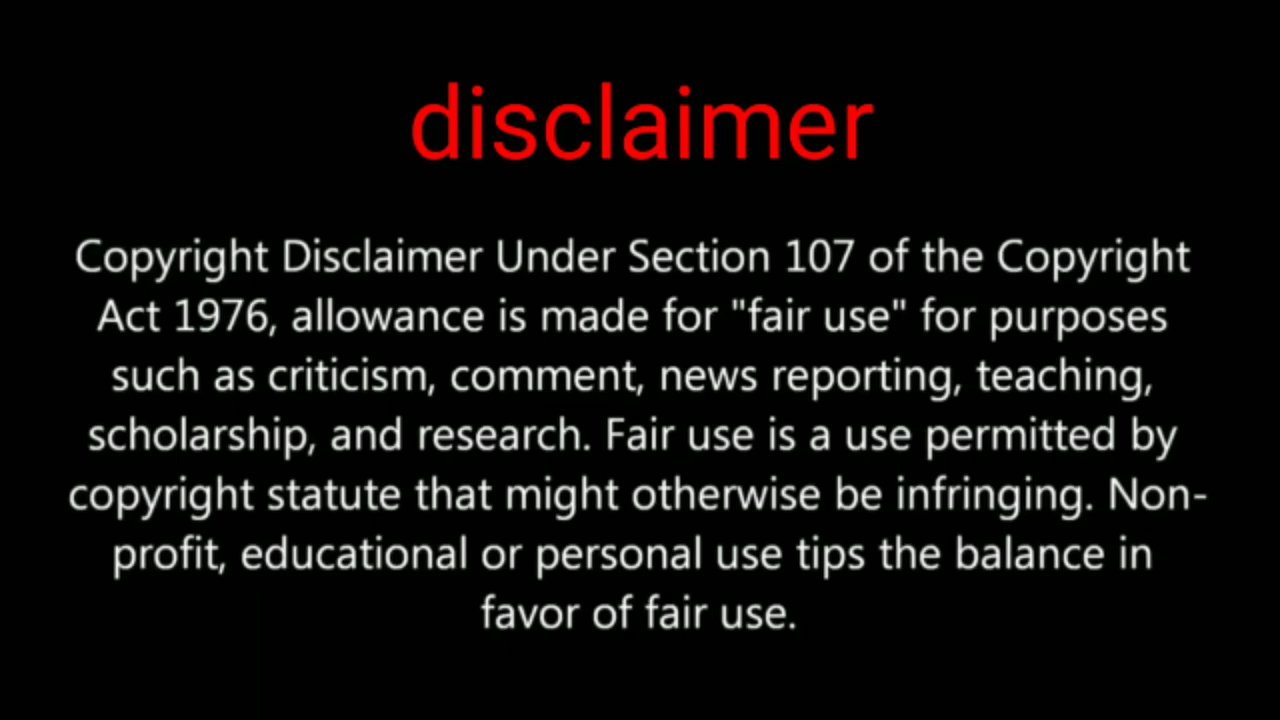 disclaimer
Copyright Disclaimer Under Section 107 of the Copyright
Act 1976, allowance is made for "fair use" for purposes
such as criticism, comment, news reporting, teaching,
scholarship, and research. Fair use is a use permitted by
copyright statute that might otherwise be infringing. Non-
profit, educational or personal use tips the balance in
favor of fair use.